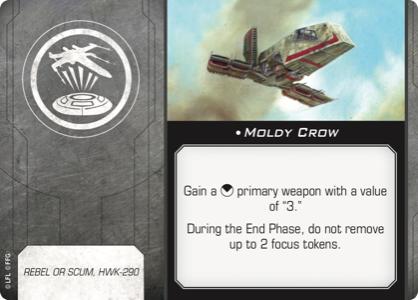 • MOLDY CROW
Gain a primary weapon with a value
of “3.”
During the End Phase, do not remove
up to 2 focus tokens.
REBEL OR SCUM, HWK-290
© LFL © FFG